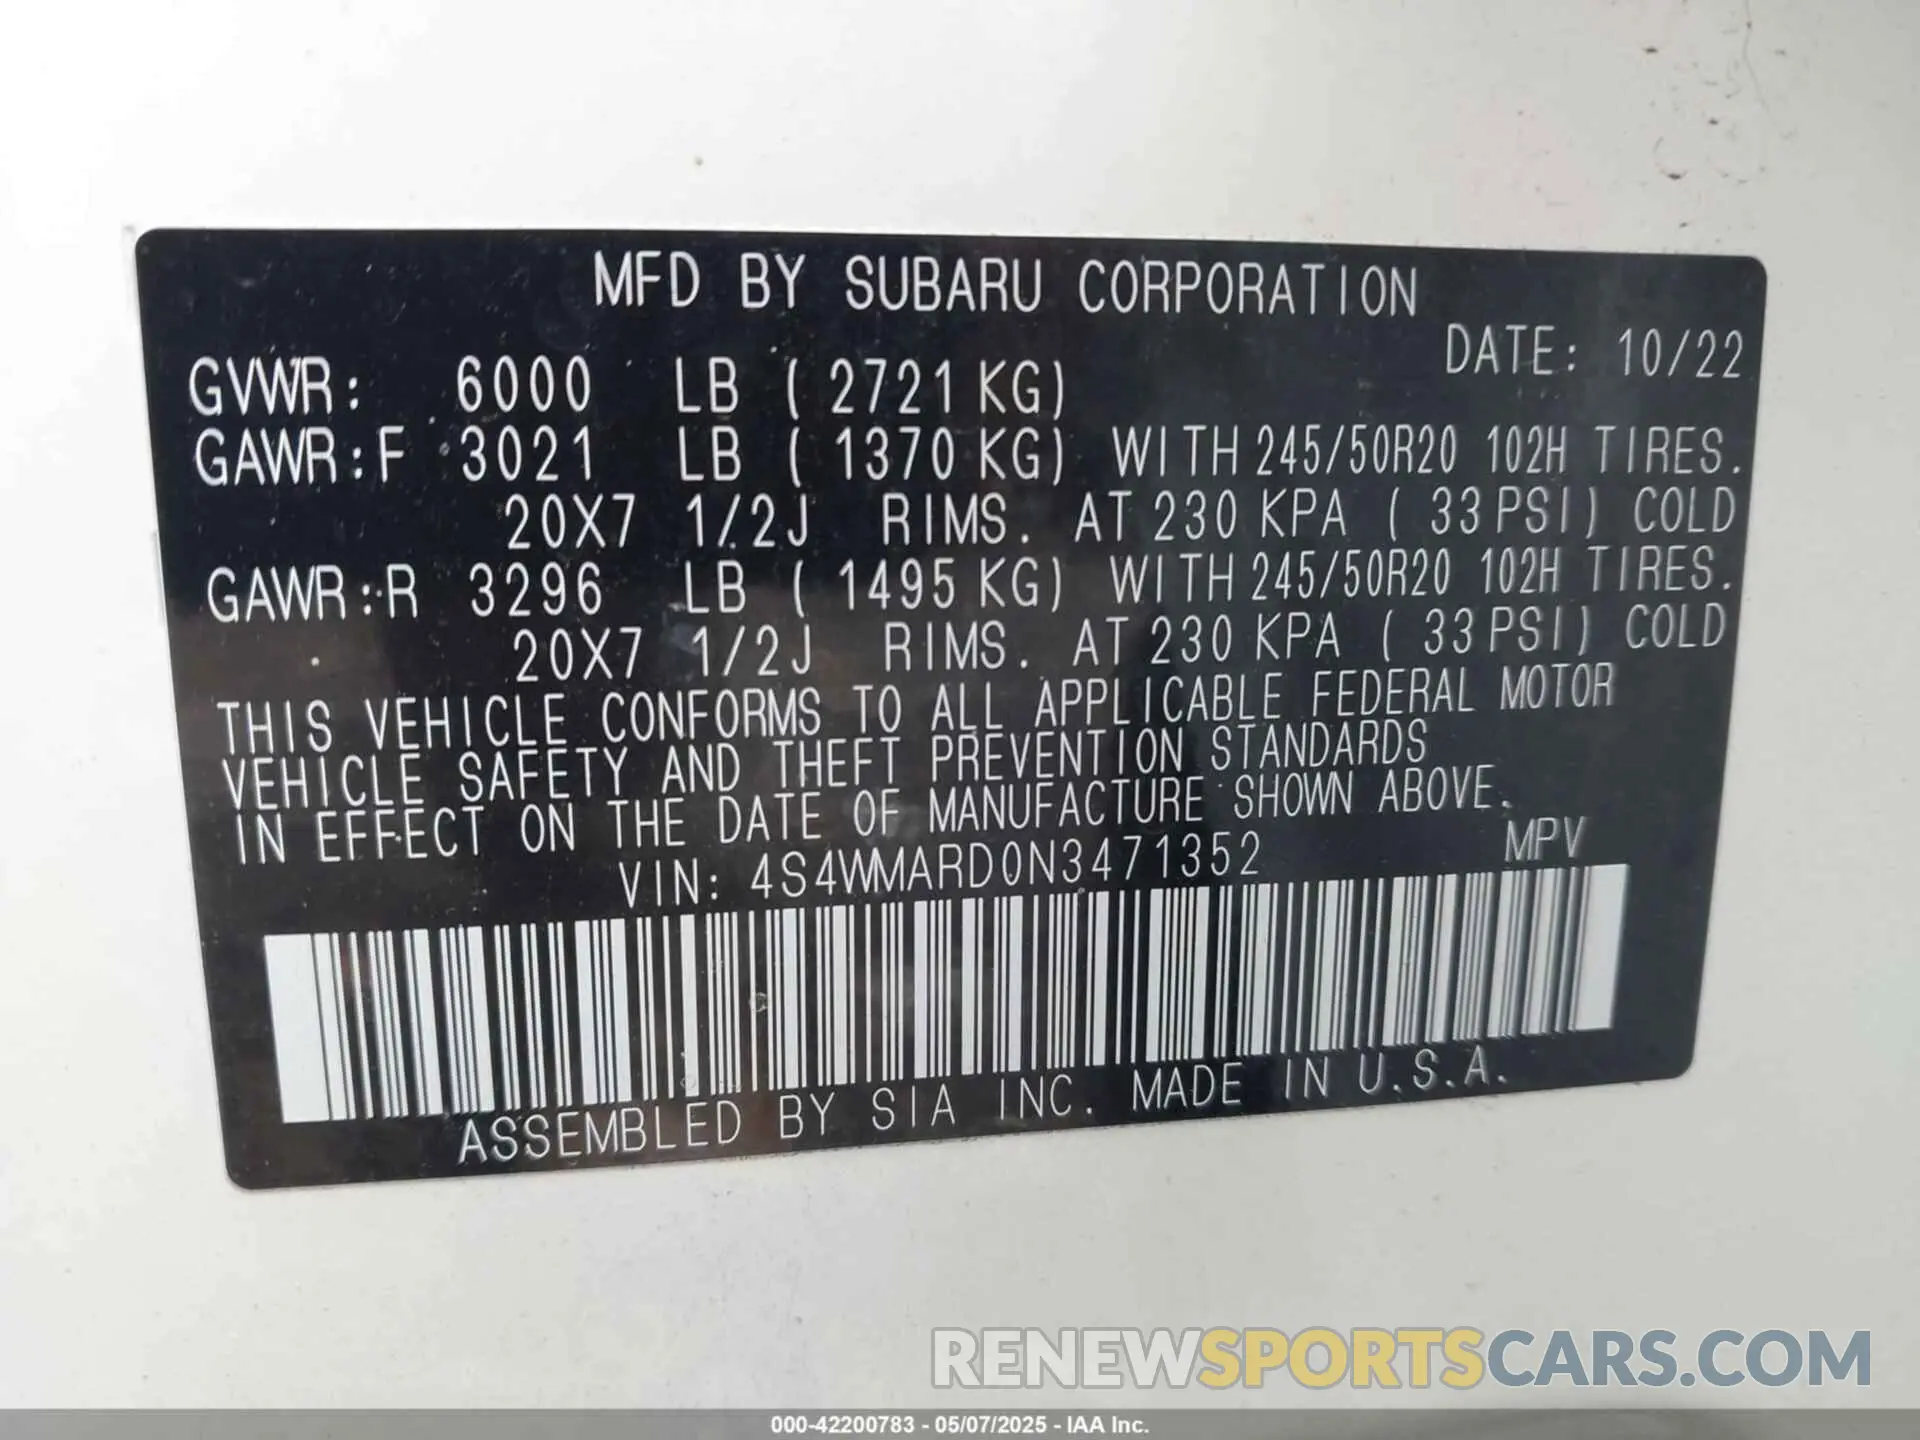 MFD BY SUBARU CORPORATION
DATE: 10/22
GVWR: 6000 LB ( 2721 KG)
GAWR:F 3021 LB ( 1370 KG) WITH 245/50R20 102H TIRES.
20X7 1/2J RIMS. AT 230 KPA ( 33 PSI) COLD
GAWR:R 3296 LB ( 1495 KG) WITH 245/50R20 102H TIRES.
20X7 1/2J RIMS. AT 230 KPA ( 33 PSI) COLD
THIS VEHICLE CONFORMS TO ALL APPLICABLE FEDERAL MOTOR
VEHICLE SAFETY AND THEFT PREVENTION STANDARDS
IN EFFECT ON THE DATE OF MANUFACTURE SHOWN ABOVE.
VIN: 4S4WMARD0N3471352 MPV
ASSEMBLED BY SIA INC. MADE IN U.S.A.
RENEWSPORTSCARS.COM
000-42200783 - 05/07/2025 - IAA Inc.